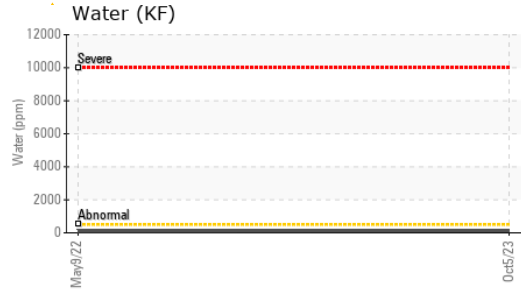 Water (KF)
12000
Severe
10000
8000
6000
4000
2000
Abnormal
0
Water (ppm)
May9/22
Oct5/23